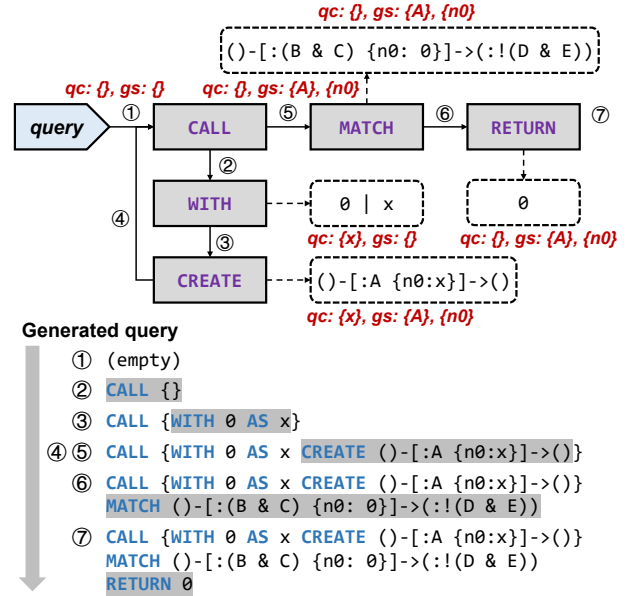 qc: {}, gs: {A}, {n0}
()-[:(B & C) {n0: 0}]->(:!(D & E))
qc: {}, gs: {}
qc: {}, gs: {A}, {n0}
query
①
CALL
⑤
MATCH
⑥
RETURN
⑦
②
④
WITH
0 | x
0
③
qc: {x}, gs: {}
qc: {}, gs: {A}, {n0}
CREATE
()-[:A {n0:x}]->()
qc: {x}, gs: {A}, {n0}
Generated query
① (empty)
② CALL {}
③ CALL {WITH 0 AS x}
④⑤ CALL {WITH 0 AS x CREATE ()-[:A {n0:x}]->()}
⑥ CALL {WITH 0 AS x CREATE ()-[:A {n0:x}]->()}
MATCH ()-[:(B & C) {n0: 0}]->(:!(D & E))
⑦ CALL {WITH 0 AS x CREATE ()-[:A {n0:x}]->()}
MATCH ()-[:(B & C) {n0: 0}]->(:!(D & E))
RETURN 0